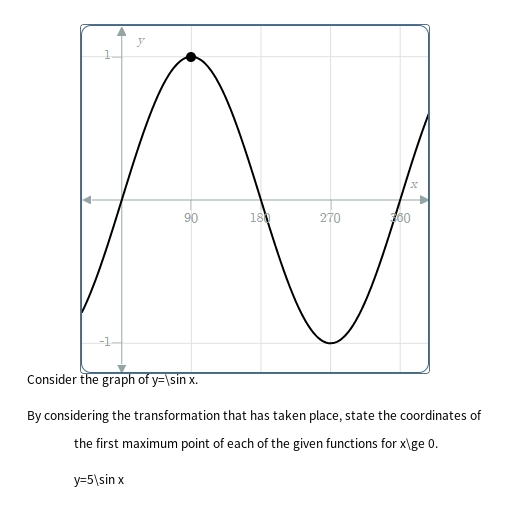 y
1
x
90
180
270
360
-1
Consider the graph of y=\sin x.
By considering the transformation that has taken place, state the coordinates of
the first maximum point of each of the given functions for x\ge 0.
y=5\sin x